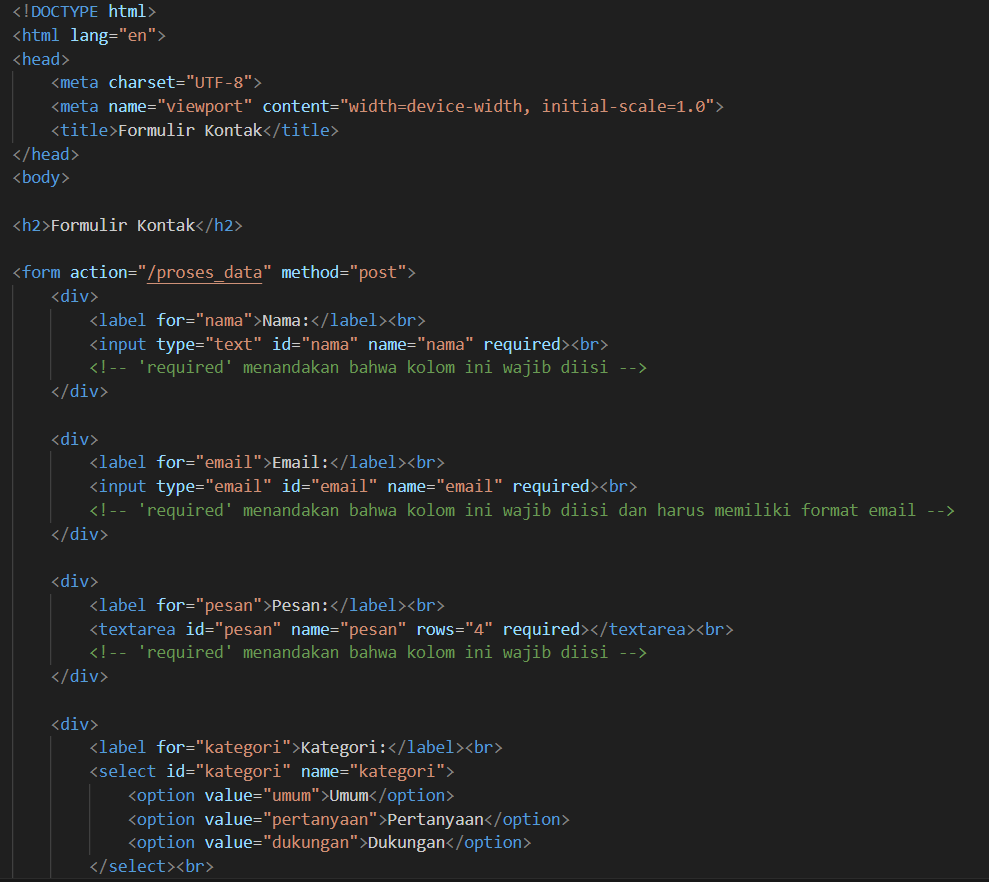 <!DOCTYPE html>
<html lang="en">
<head>
    <meta charset="UTF-8">
    <meta name="viewport" content="width=device-width, initial-scale=1.0">
    <title>Formulir Kontak</title>
</head>
<body>

<h2>Formulir Kontak</h2>

<form action="/proses_data" method="post">
    <div>
        <label for="nama">Nama:</label><br>
        <input type="text" id="nama" name="nama" required><br>
        <!-- 'required' menandakan bahwa kolom ini wajib diisi -->
    </div>

    <div>
        <label for="email">Email:</label><br>
        <input type="email" id="email" name="email" required><br>
        <!-- 'required' menandakan bahwa kolom ini wajib diisi dan harus memiliki format email -->
    </div>

    <div>
        <label for="pesan">Pesan:</label><br>
        <textarea id="pesan" name="pesan" rows="4" required></textarea><br>
        <!-- 'required' menandakan bahwa kolom ini wajib diisi -->
    </div>

    <div>
        <label for="kategori">Kategori:</label><br>
        <select id="kategori" name="kategori">
            <option value="umum">Umum</option>
            <option value="pertanyaan">Pertanyaan</option>
            <option value="dukungan">Dukungan</option>
        </select><br>